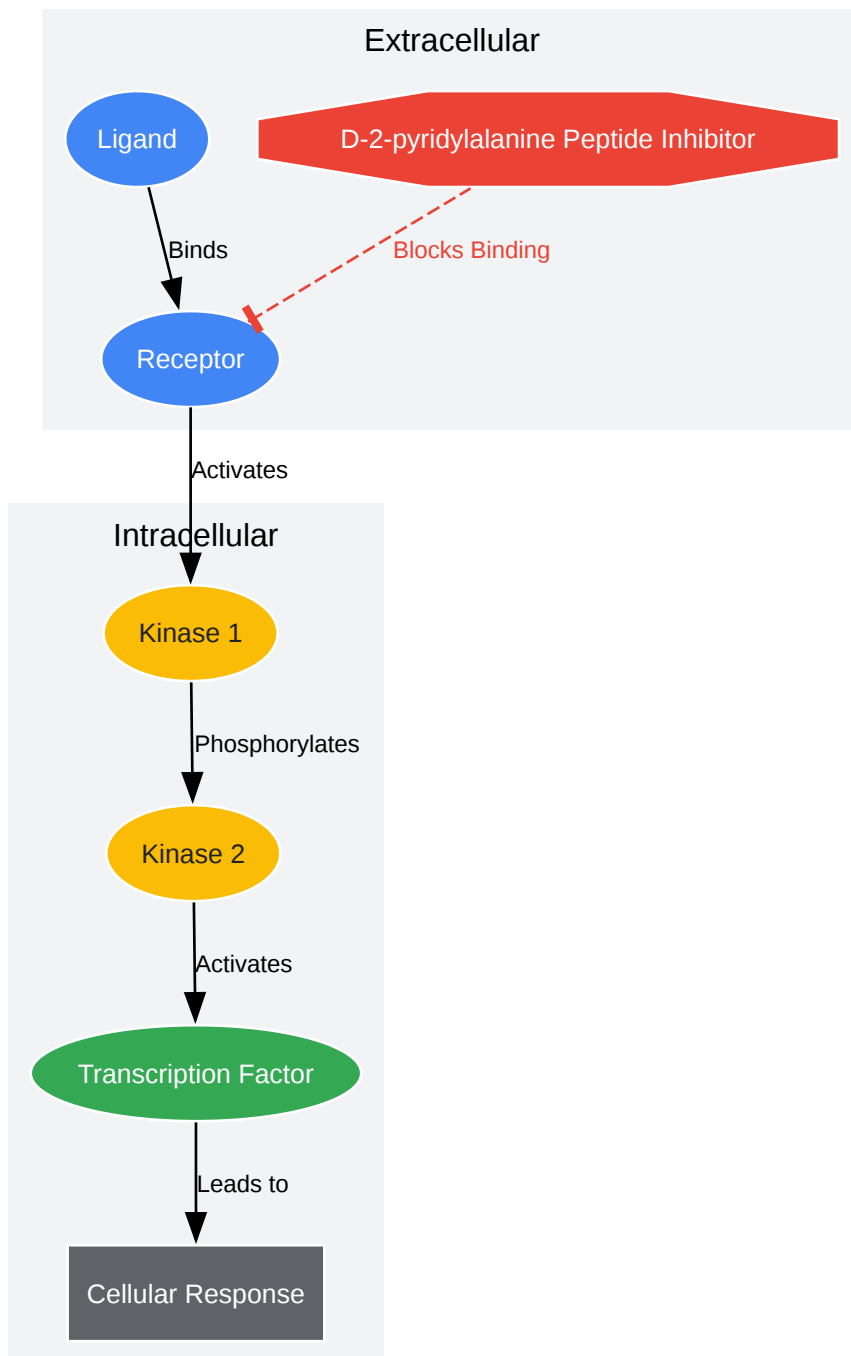 Extracellular
Ligand
D-2-pyridylalanine Peptide Inhibitor
Binds
Blocks Binding
Receptor
Activates
Intracellular
Kinase 1
Phosphorylates
Kinase 2
Activates
Transcription Factor
Leads to
Cellular Response